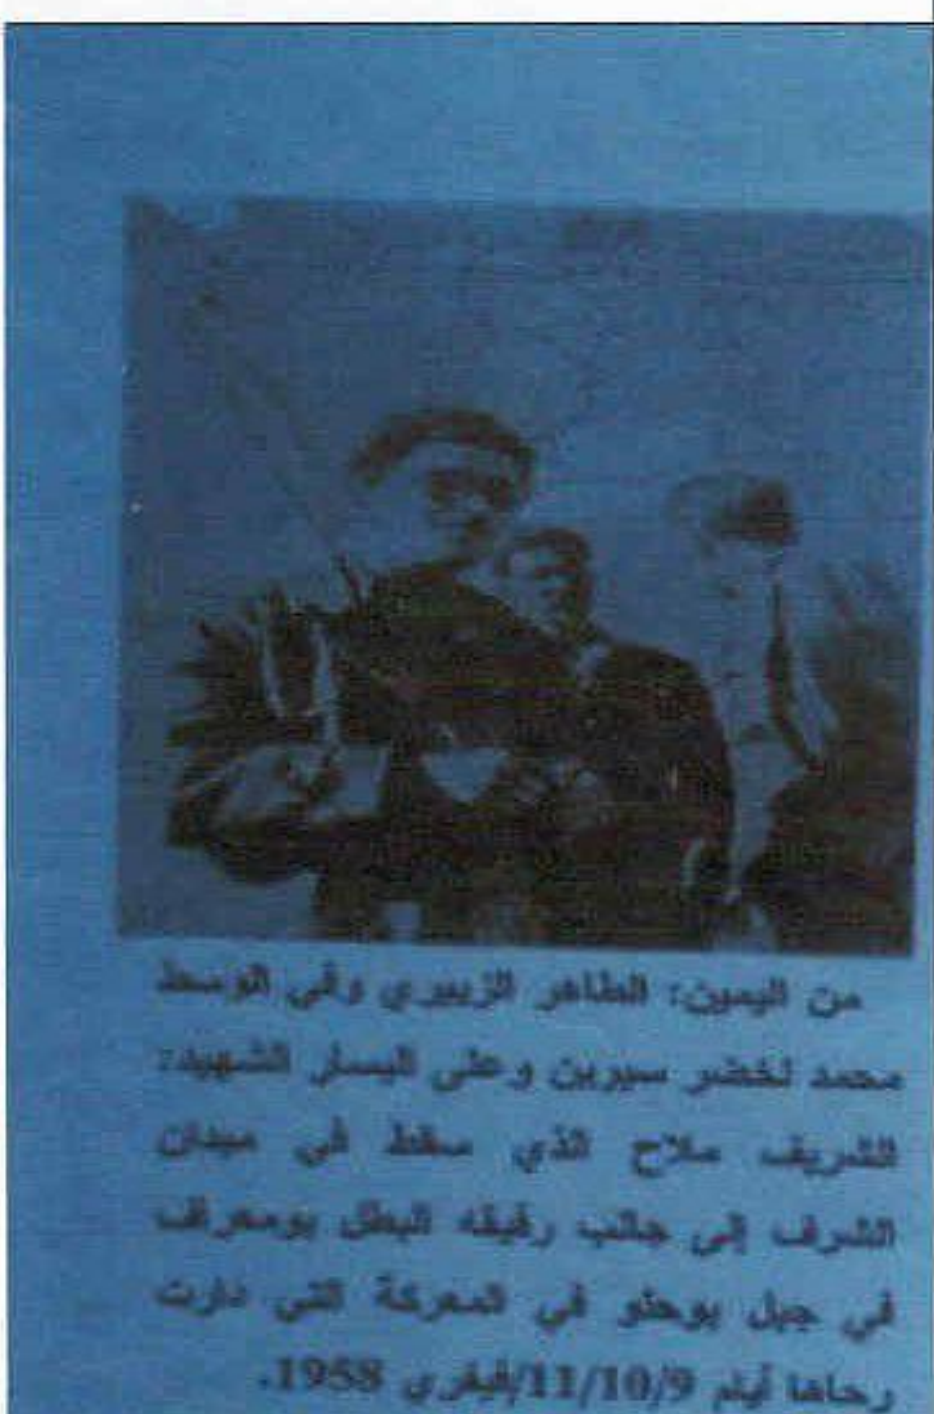 من اليمين: الطاهر الزبيري وفي الوسط
محمد لخضر سيرين وعلى اليسار الشهيد:
الشريف ملاح الذي سقط في ميدان
الشرف إلى جانب رفيقه البطل بومعراف
في جبل في المعركة التي دارت
رحاها أيام 11/10/9/فيفري 1958.